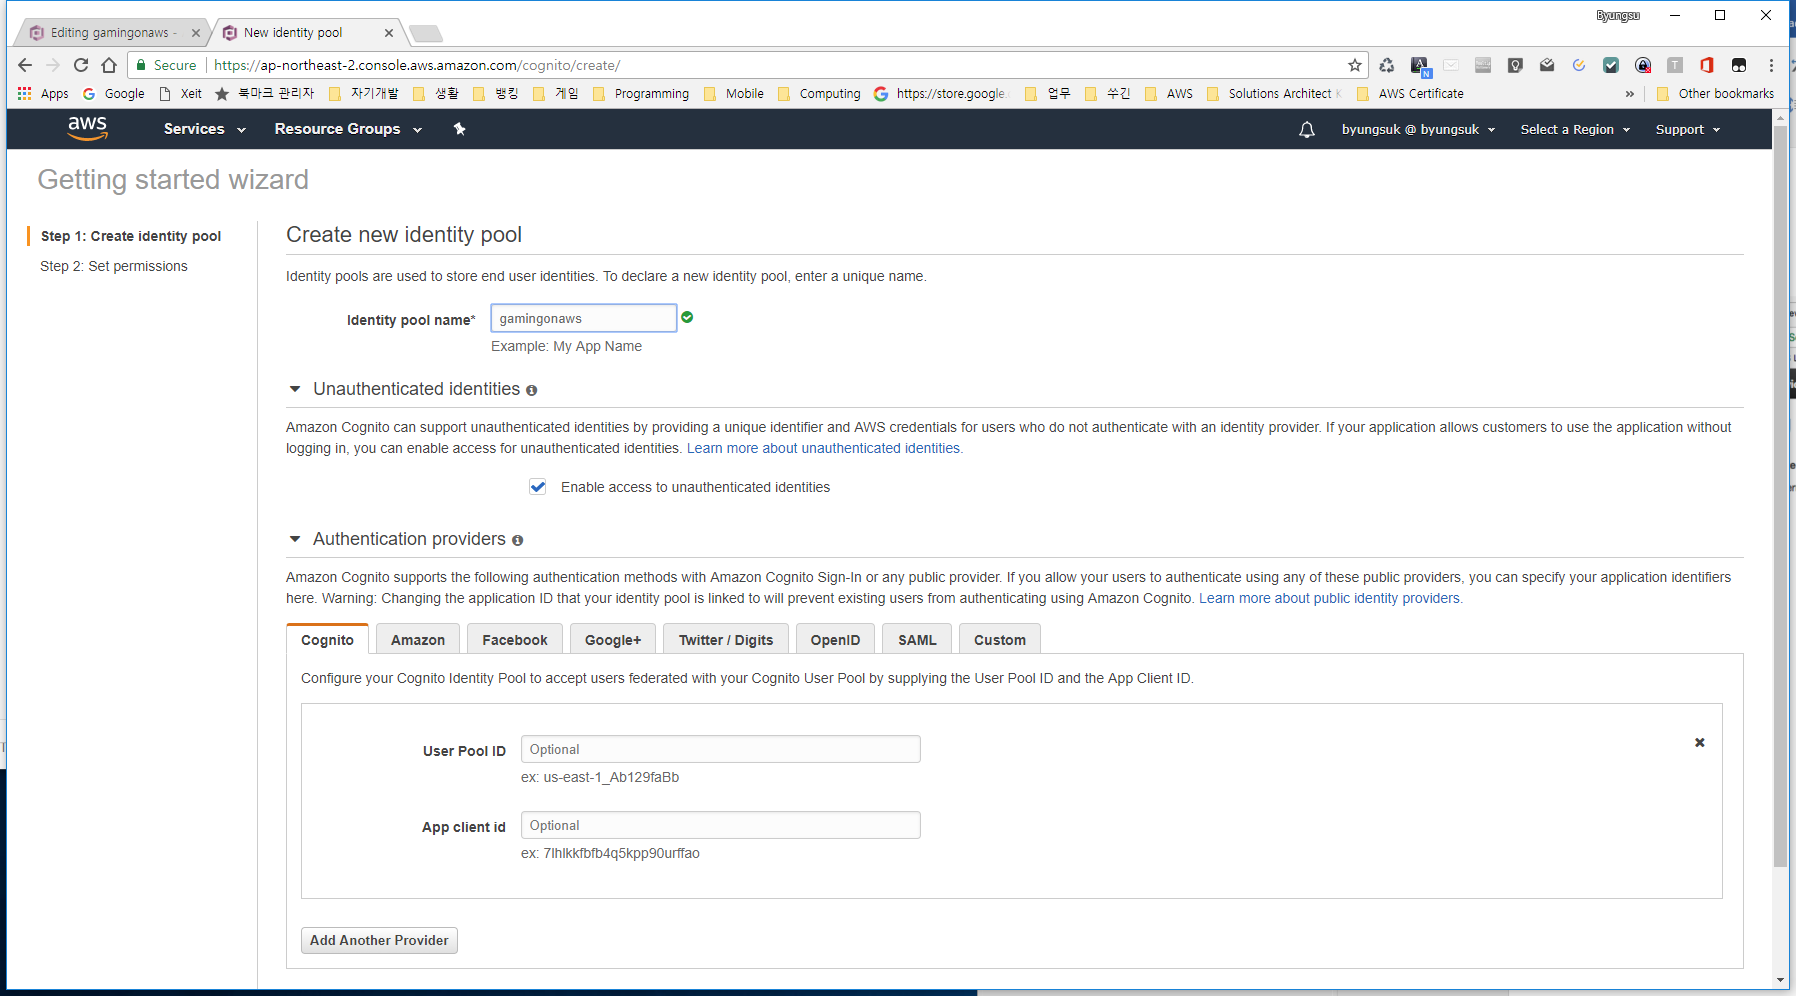 Byungsu
Editing gamingonaws -
New identity pool
Secure
https://ap-northeast-2.console.aws.amazon.com/cognito/create/
Apps Google Xeit 북마크 관리자 자기개발 생활 뱅킹 게임 Programming Mobile Computing https://store.google. 업무 쑤긴 AWS Solutions Architect AWS Certificate » Other bookmarks
aws Services Resource Groups byungsuk @ byungsuk Select a Region Support
Getting started wizard
Step 1: Create identity pool
Step 2: Set permissions
Create new identity pool
Identity pools are used to store end user identities. To declare a new identity pool, enter a unique name.
Identity pool name* gamingonaws
Example: My App Name
Unauthenticated identities
Amazon Cognito can support unauthenticated identities by providing a unique identifier and AWS credentials for users who do not authenticate with an identity provider. If your application allows customers to use the application without
logging in, you can enable access for unauthenticated identities. Learn more about unauthenticated identities.
Enable access to unauthenticated identities
Authentication providers
Amazon Cognito supports the following authentication methods with Amazon Cognito Sign-In or any public provider. If you allow your users to authenticate using any of these public providers, you can specify your application identifiers
here. Warning: Changing the application ID that your identity pool is linked to will prevent existing users from authenticating using Amazon Cognito. Learn more about public identity providers.
Cognito Amazon Facebook Google+ Twitter / Digits OpenID SAML Custom
Configure your Cognito Identity Pool to accept users federated with your Cognito User Pool by supplying the User Pool ID and the App Client ID.
User Pool ID Optional
ex: us-east-1_Ab129faBb
App client id Optional
ex: 7lhlkkfbfb4q5kpp90urffao
Add Another Provider